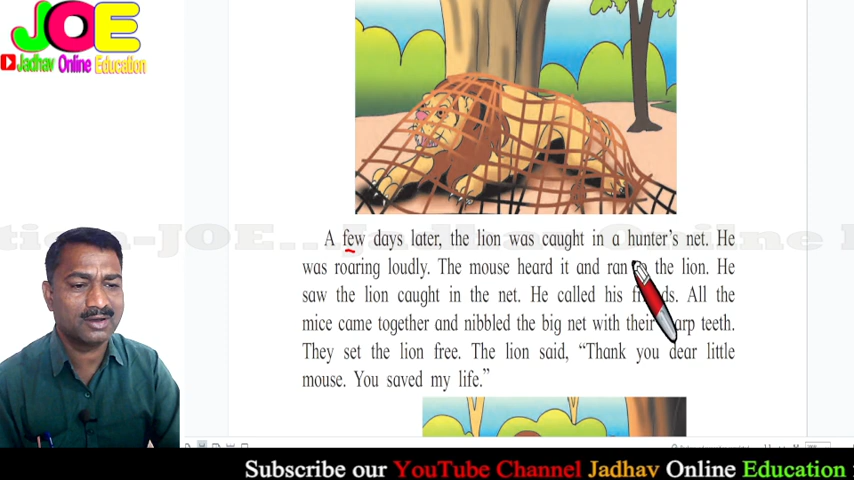 JOE
Jadhav Online Education
A few days later, the lion was caught in a hunter's net. He
was roaring loudly. The mouse heard it and ran the lion. He
saw the lion caught in the net. He called his All the
mice came together and nibbled the big net with their teeth.
They set the lion free. The lion said, “Thank you dear little
mouse. You saved my life.”
Subscribe our YouTube Channel Jadhav Online Education